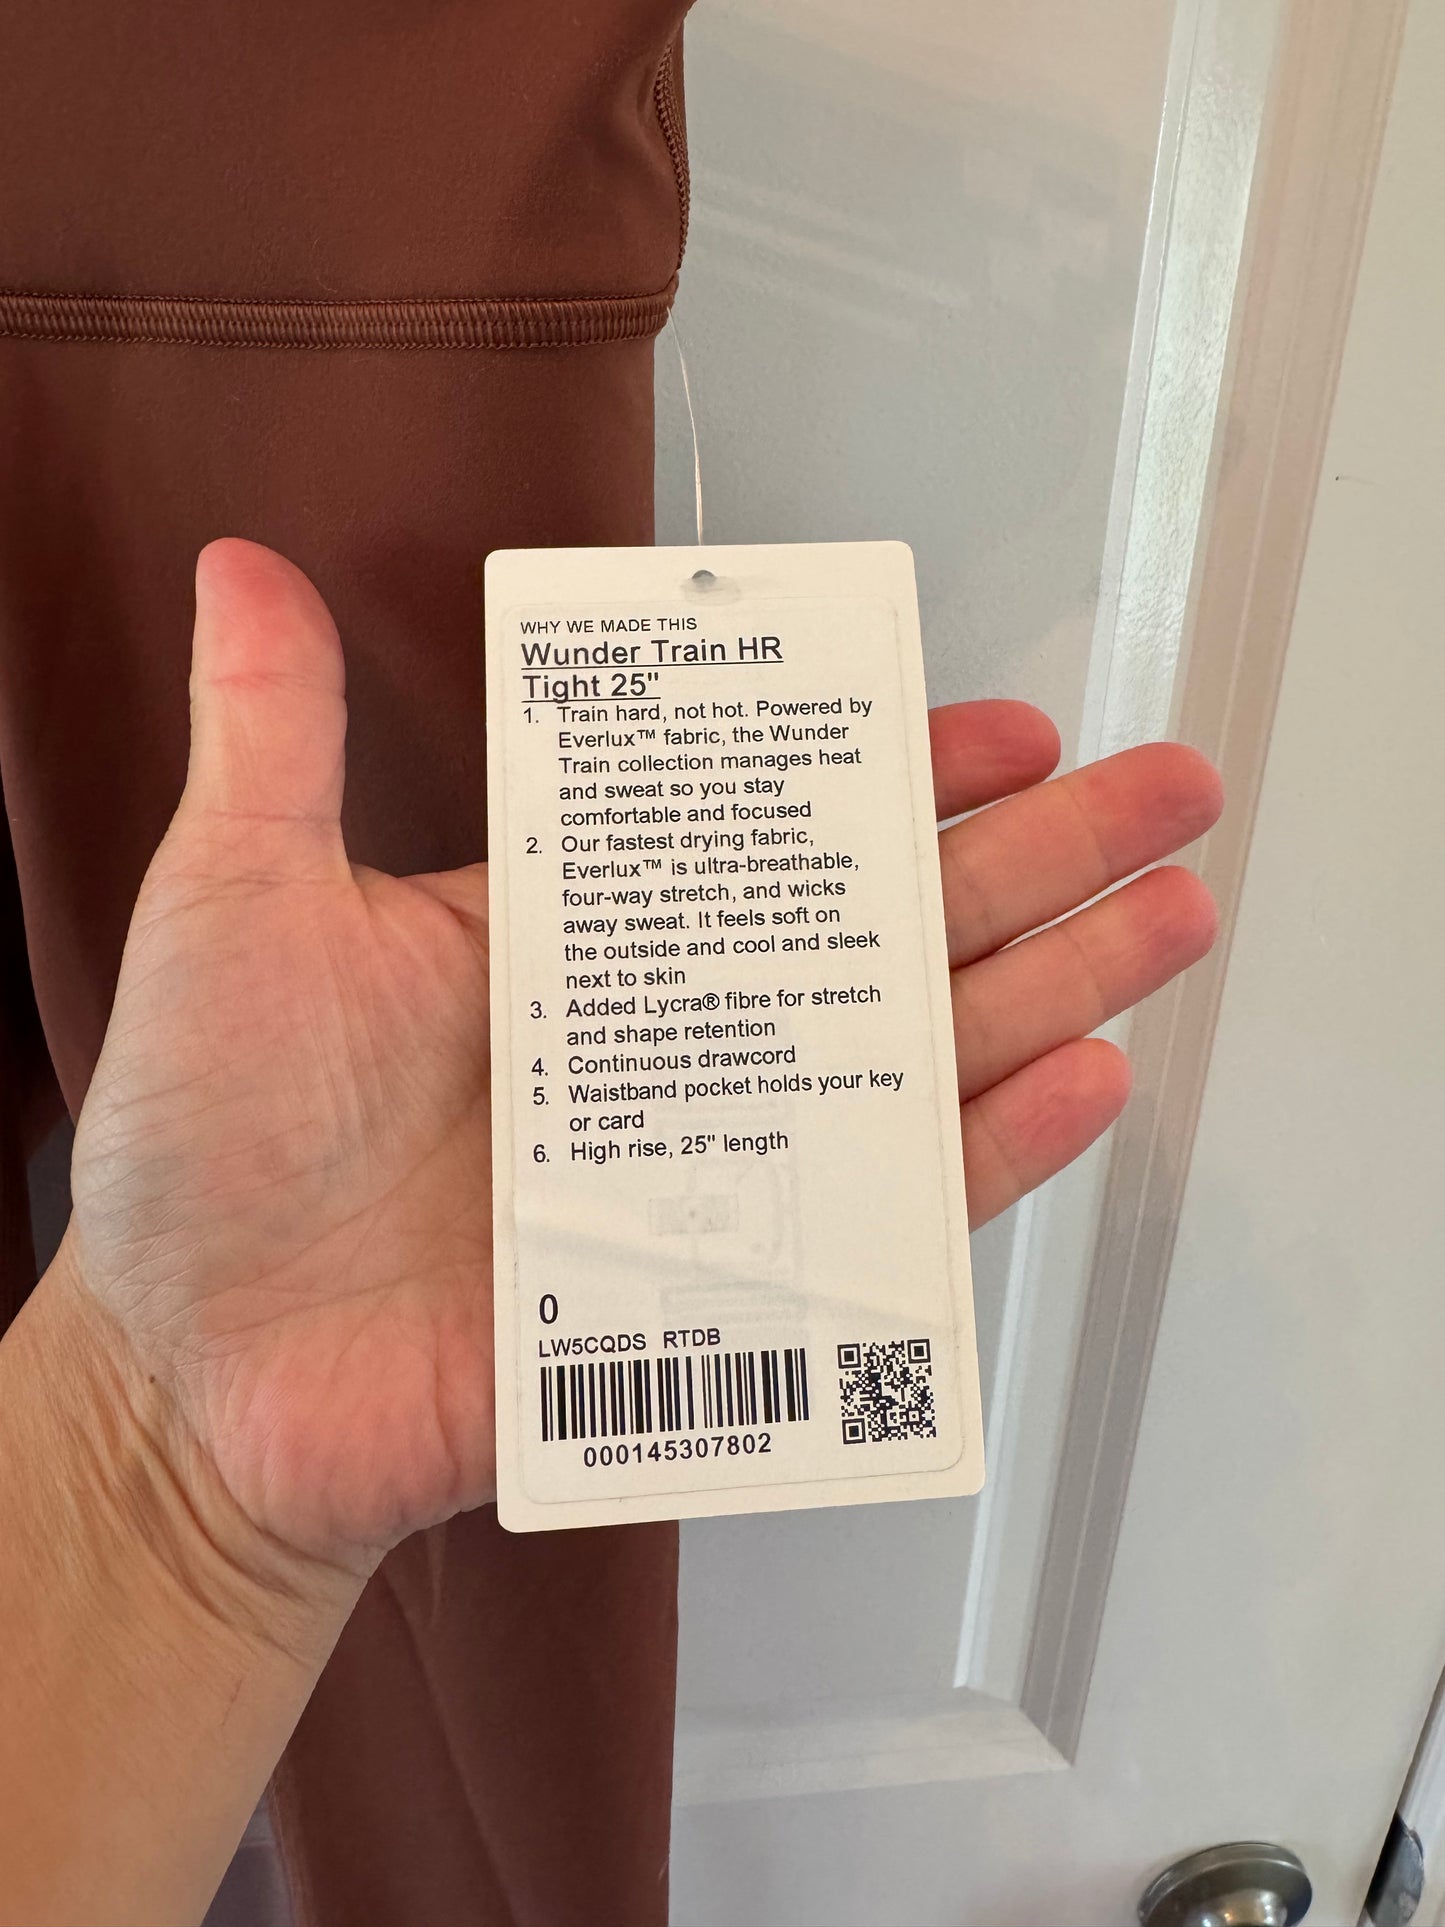 WHY WE MADE THIS
Wunder Train HR
Tight 25"
1. Train hard, not hot. Powered by
Everlux™ fabric, the Wunder
Train collection manages heat
and sweat so you stay
comfortable and focused
2. Our fastest drying fabric,
Everlux™ is ultra-breathable,
four-way stretch, and wicks
away sweat. It feels soft on
the outside and cool and sleek
next to skin
3. Added Lycra® fibre for stretch
and shape retention
4. Continuous drawcord
5. Waistband pocket holds your key
or card
6. High rise, 25" length
0
LW5CQDS RTDB
000145307802